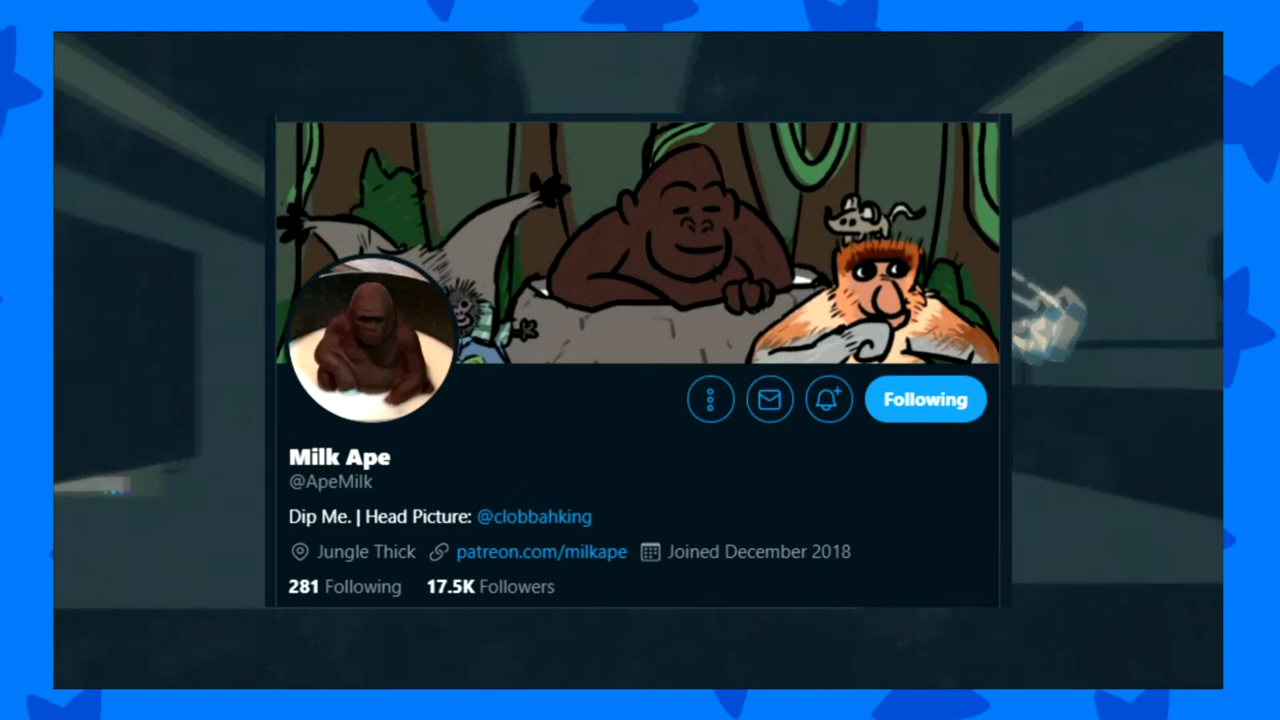 Following
Milk Ape
@ApeMilk
Dip Me. | Head Picture: @clobbahking
Jungle Thick patreon.com/milkape Joined December 2018
281 Following 17.5K Followers